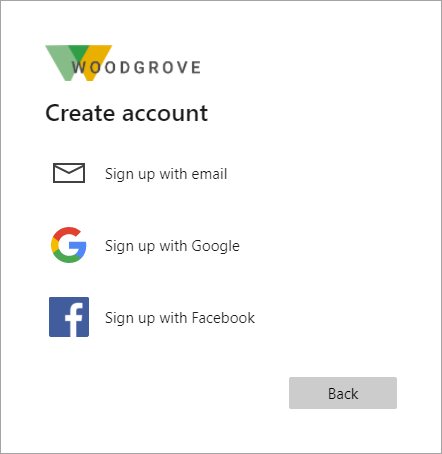 WOODGROVE
Create account
Sign up with email
Sign up with Google
Sign up with Facebook
Back